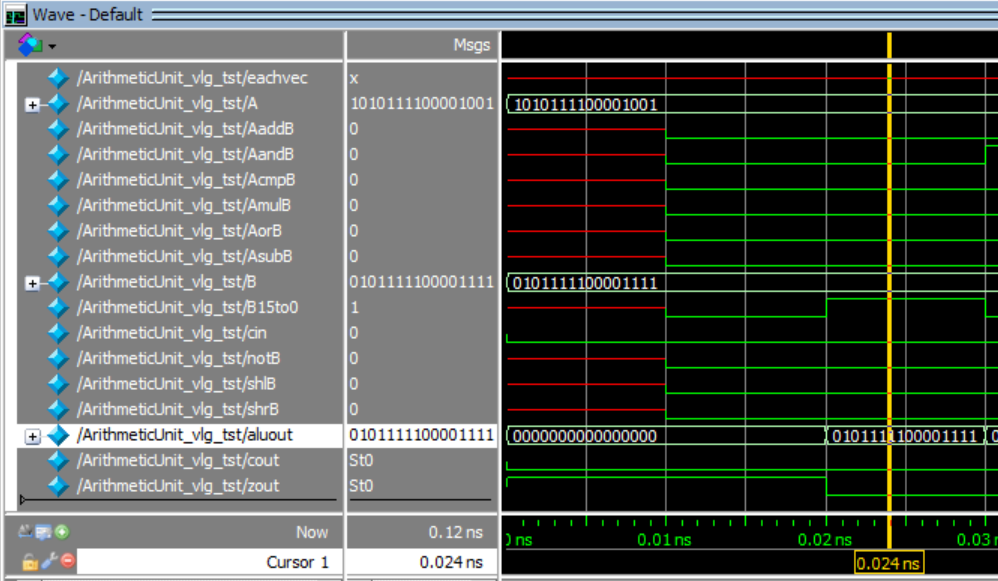 Wave - Default
Msgs
/ArithmeticUnit_vlg_tst/eachvec x
/ArithmeticUnit_vlg_tst/A 1010111100001001 1010111100001001
/ArithmeticUnit_vlg_tst/AaddB 0
/ArithmeticUnit_vlg_tst/AandB 0
/ArithmeticUnit_vlg_tst/AcmpB 0
/ArithmeticUnit_vlg_tst/AmulB 0
/ArithmeticUnit_vlg_tst/AorB 0
/ArithmeticUnit_vlg_tst/AsubB 0
/ArithmeticUnit_vlg_tst/B 0101111100001111 0101111100001111
/ArithmeticUnit_vlg_tst/B15to0 1
/ArithmeticUnit_vlg_tst/cin 0
/ArithmeticUnit_vlg_tst/notB 0
/ArithmeticUnit_vlg_tst/shlB 0
/ArithmeticUnit_vlg_tst/shrB 0
/ArithmeticUnit_vlg_tst/aluout 0101111100001111 0000000000000000 0101111100001111
/ArithmeticUnit_vlg_tst/cout St0
/ArithmeticUnit_vlg_tst/zout St0
Now 0.12 ns ns 0.01 ns 0.02 ns 0.03
Cursor 1 0.024 ns 0.024 ns